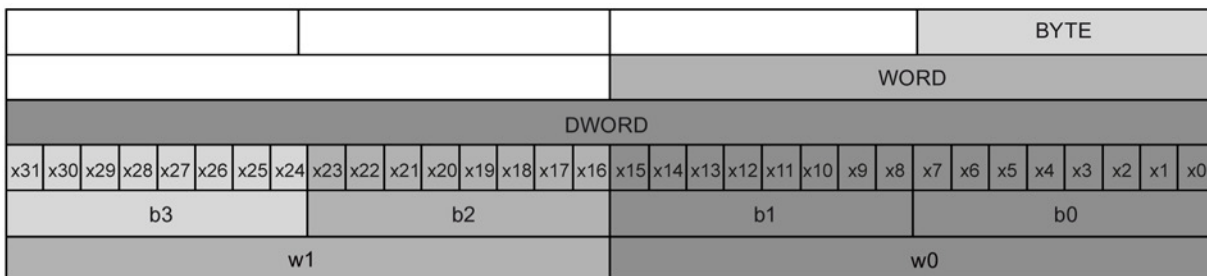 BYTE
WORD
DWORD
x31 x30 x29 x28 x27 x26 x25 x24 x23 x22 x21 x20 x19 x18 x17 x16 x15 x14 x13 x12 x11 x10 x9 x8 x7 x6 x5 x4 x3 x2 x1 x0
b3 b2 b1 b0
w1 w0